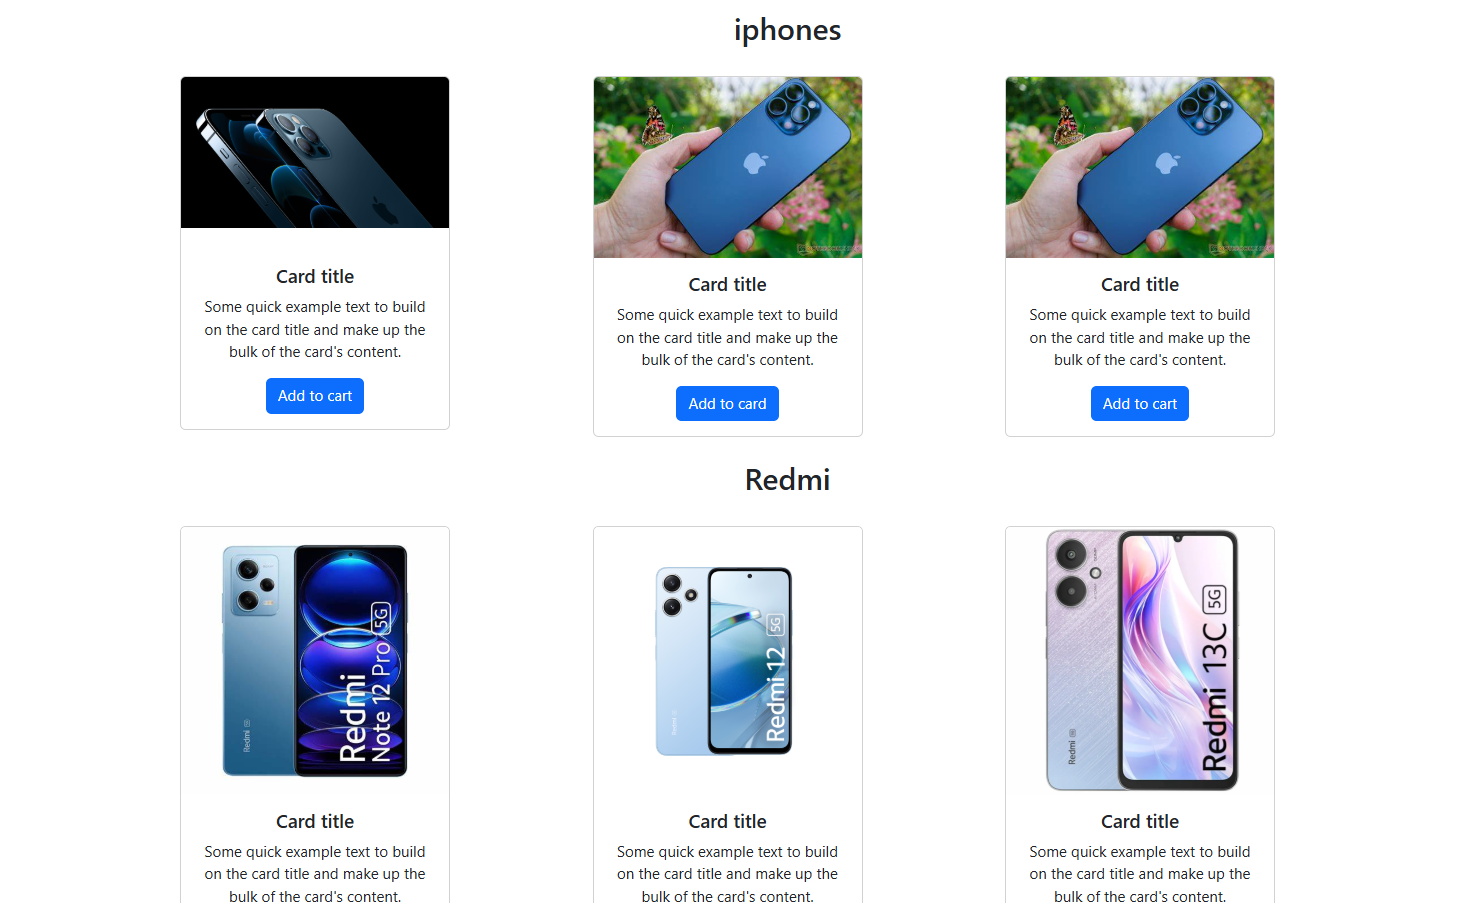 iphones
Card title
Some quick example text to build
on the card title and make up the
bulk of the card's content.
Add to cart
Card title
Some quick example text to build
on the card title and make up the
bulk of the card's content.
Add to card
Card title
Some quick example text to build
on the card title and make up the
bulk of the card's content.
Add to cart
Redmi
Redmi
Redmi
Note 12 Pro 5G
Card title
Some quick example text to build
on the card title and make up the
bulk of the card's content.
Redmi
Redmi 12 5G
Card title
Some quick example text to build
on the card title and make up the
bulk of the card's content.
Redmi
Redmi 13C 5G
Card title
Some quick example text to build
on the card title and make up the
bulk of the card's content.